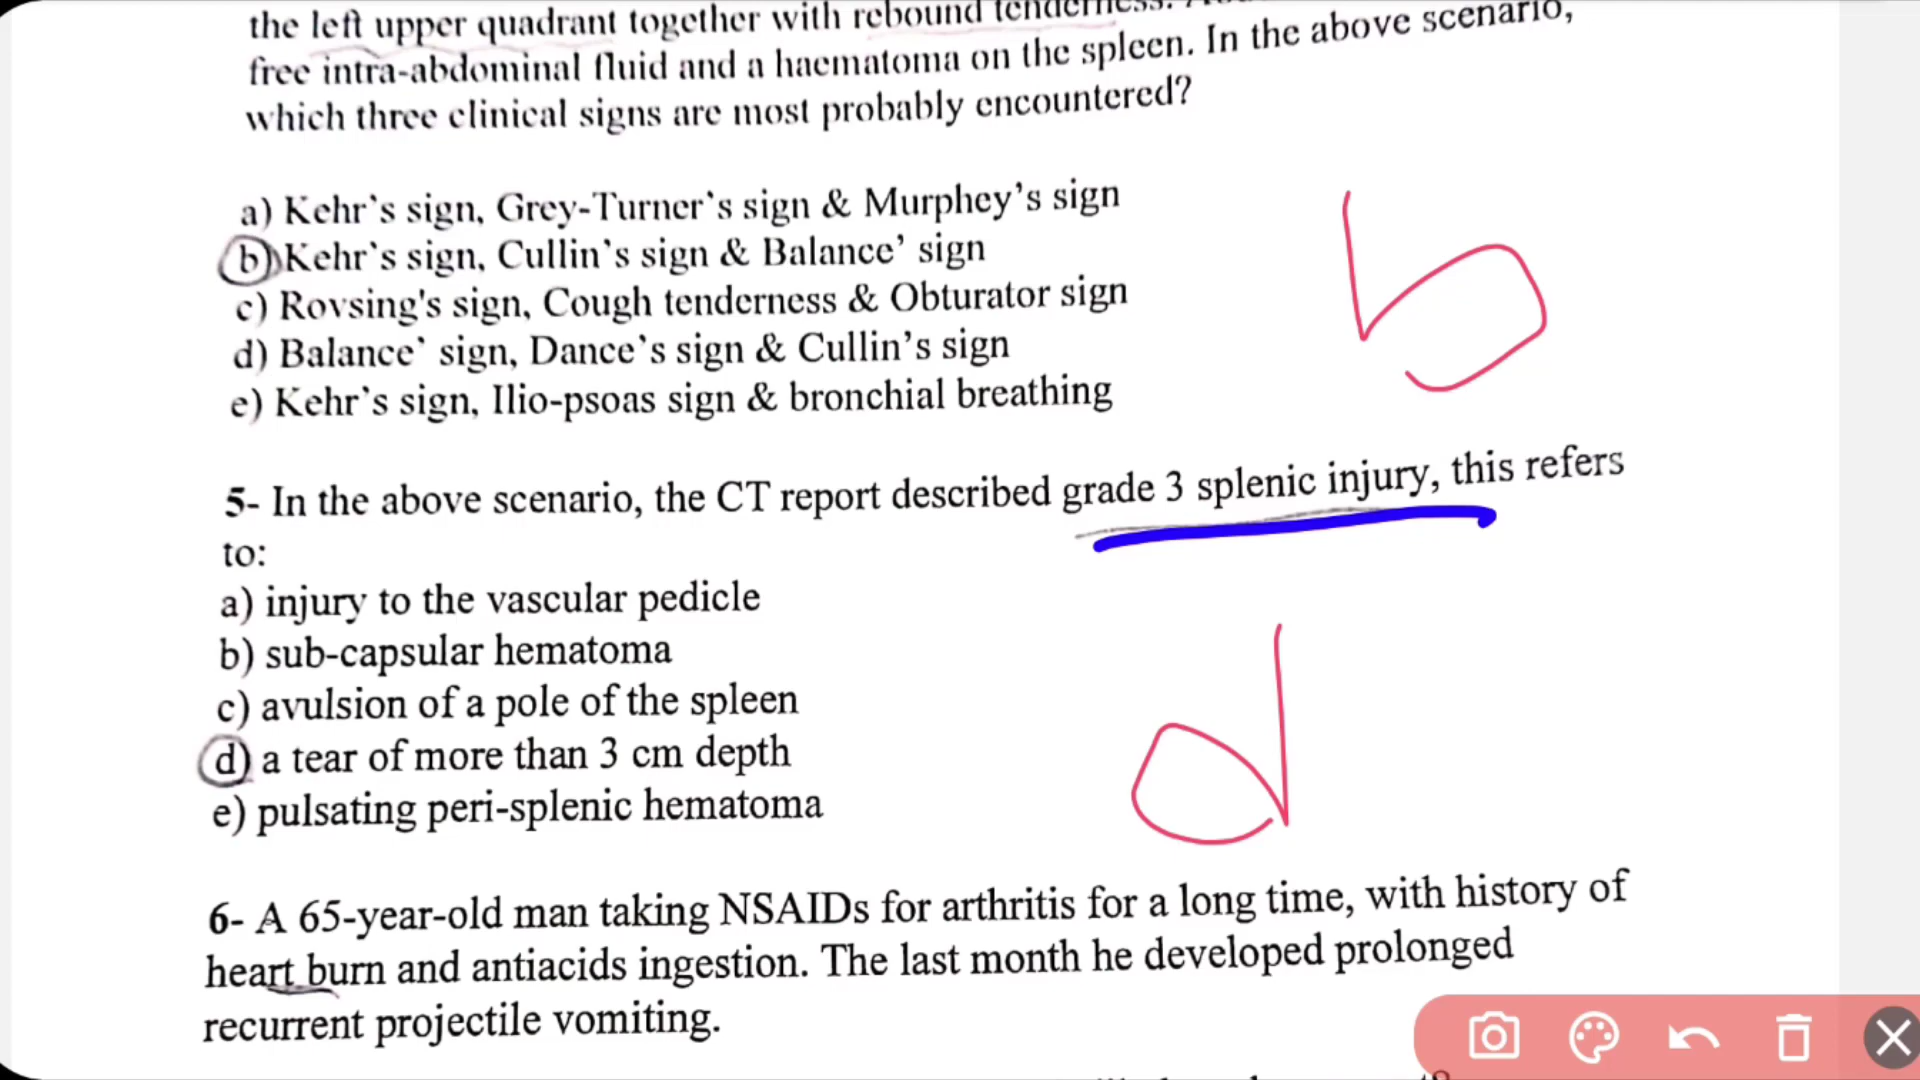 the left upper quadrant together with rebound tenderness.
free intra-abdominal fluid and a haematoma on the spleen. In the above scenario,
which three clinical signs are most probably encountered?
a) Kehr`s sign, Grey-Turner`s sign & Murphey’s sign
b) Kehr`s sign, Cullin`s sign & Balance’ sign
c) Rovsing's sign, Cough tenderness & Obturator sign
d) Balance` sign, Dance`s sign & Cullin’s sign
e) Kehr’s sign, Ilio-psoas sign & bronchial breathing
b
5- In the above scenario, the CT report described grade 3 splenic injury, this refers
to:
a) injury to the vascular pedicle
b) sub-capsular hematoma
c) avulsion of a pole of the spleen
d) a tear of more than 3 cm depth
e) pulsating peri-splenic hematoma
d
6- A 65-year-old man taking NSAIDs for arthritis for a long time, with history of
heart burn and antiacids ingestion. The last month he developed prolonged
recurrent projectile vomiting.